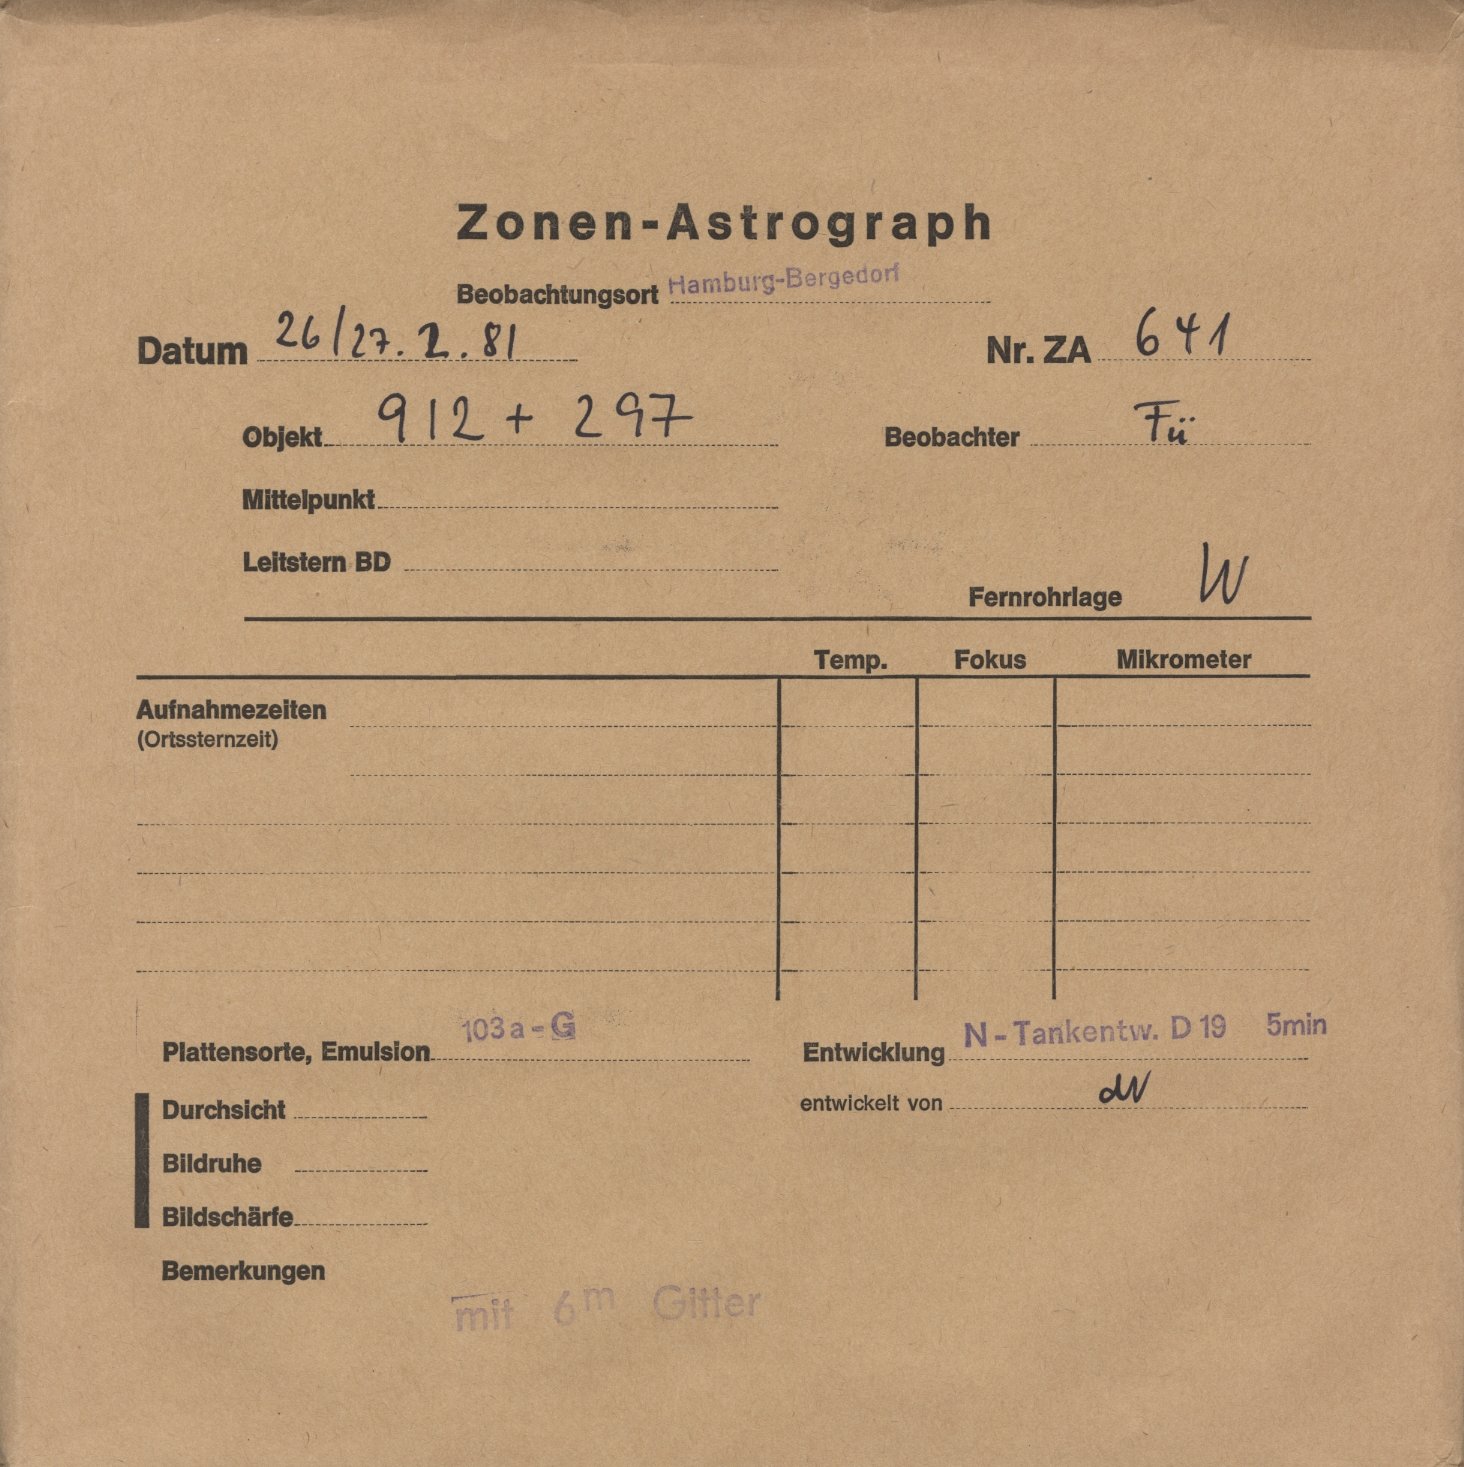 Zonen-Astrograph
Beobachtungsort Hamburg-Bergedorf
Datum 26/27.2.81 Nr. ZA 641
Objekt 912 + 297 Beobachter Fü
Mittelpunkt
Leitstern BD
Fernrohrlage W
Temp. Fokus Mikrometer
Aufnahmezeiten
(Ortssternzeit)
Plattensorte, Emulsion 103a-G Entwicklung N-Tankentw. D 19 5min
Durchsicht entwickelt von
Bildruhe
Bildschärfe
Bemerkungen
mit 6m Gitter